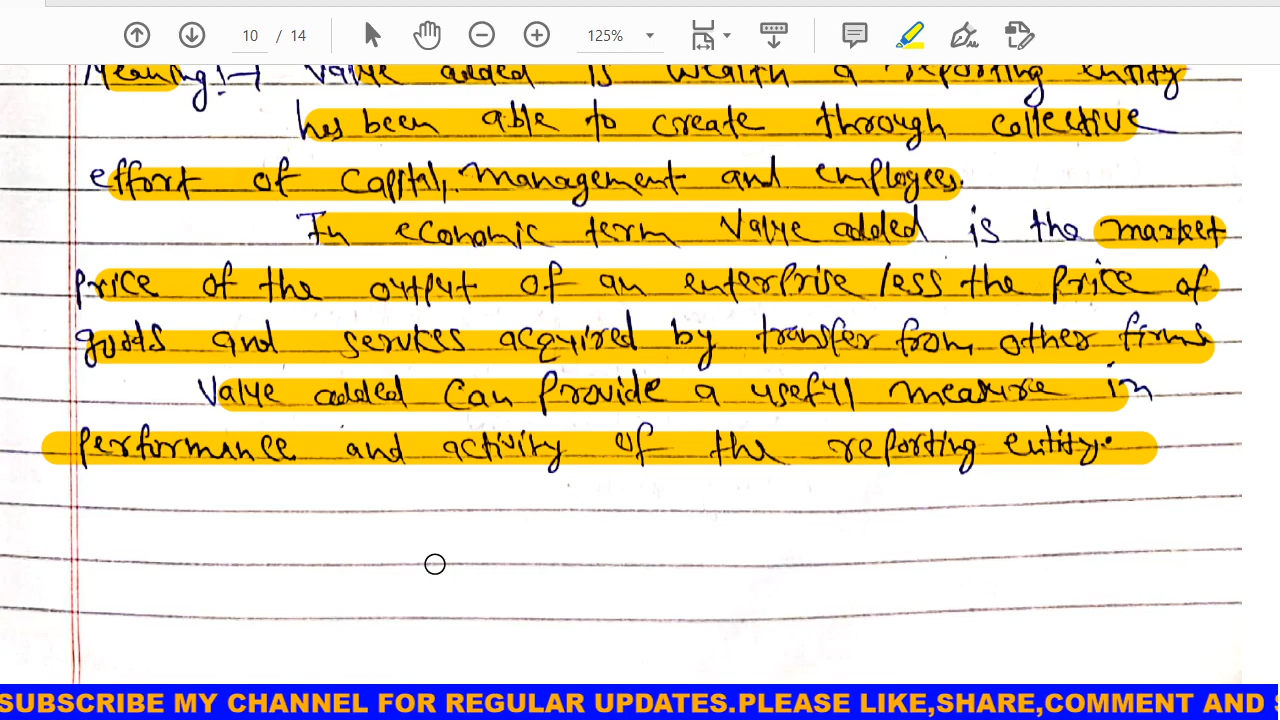 10 / 14 125%
Meaning:→ Value added is wealth a reporting entity
hes been able to create through collective
effort of capital, management and employees.
In economic term Value added is the market
price of the output of an enterprise less the price of
goods and services acquired by transfer from other firms
Value added can provide a useful measure in
performance and activity of the reporting entity.
SUBSCRIBE MY CHANNEL FOR REGULAR UPDATES.PLEASE LIKE,SHARE,COMMENT AND